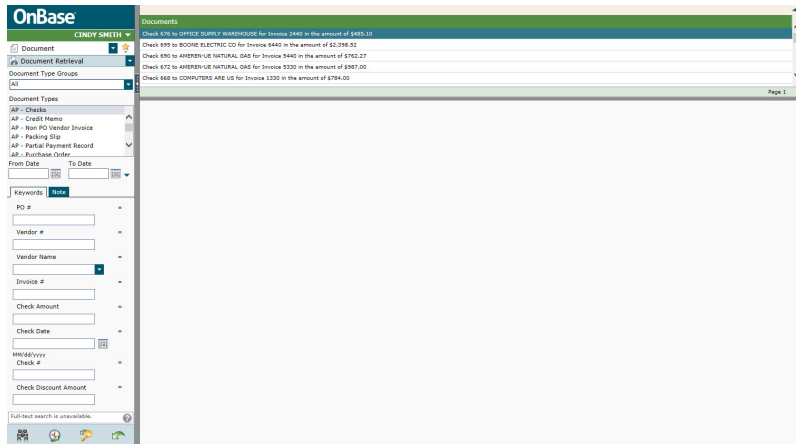 OnBase
CINDY SMITH
Document
Document Retrieval
Document Type Groups
All
Document Types
AP - Checks
AP - Credit Memo
AP - Non PO Vendor Invoice
AP - Packing Slip
AP - Partial Payment Record
AP - Purchase Order
From Date To Date
Keywords Note
PO # =
Vendor # =
Vendor Name =
Invoice # =
Check Amount =
Check Date =
MM/dd/yyyy
Check # =
Check Discount Amount =
Full-text search is unavailable.
Documents
Check 676 to OFFICE SUPPLY WAREHOUSE for Invoice 2440 in the amount of $485.10
Check 695 to BOONE ELECTRIC CO for Invoice 6440 in the amount of $2,398.32
Check 690 to AMEREN-UE NATURAL GAS for Invoice 5440 in the amount of $762.27
Check 672 to AMEREN-UE NATURAL GAS for Invoice 5330 in the amount of $987.00
Check 668 to COMPUTERS ARE US for Invoice 1330 in the amount of $784.00
Page 1